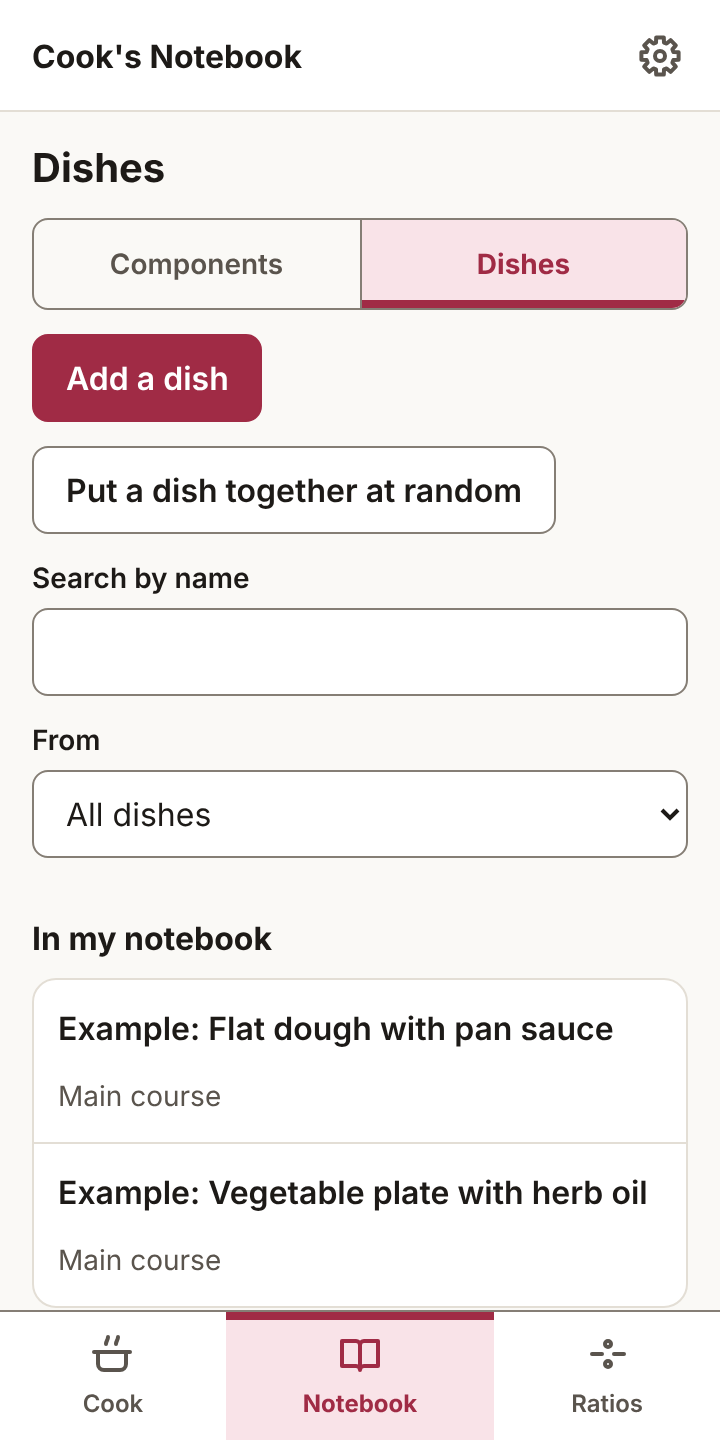 Cook's Notebook
Dishes
Components
Dishes
Add a dish
Put a dish together at random
Search by name
From
All dishes
In my notebook
Example: Flat dough with pan sauce
Main course
Example: Vegetable plate with herb oil
Main course
Cook
Notebook
Ratios